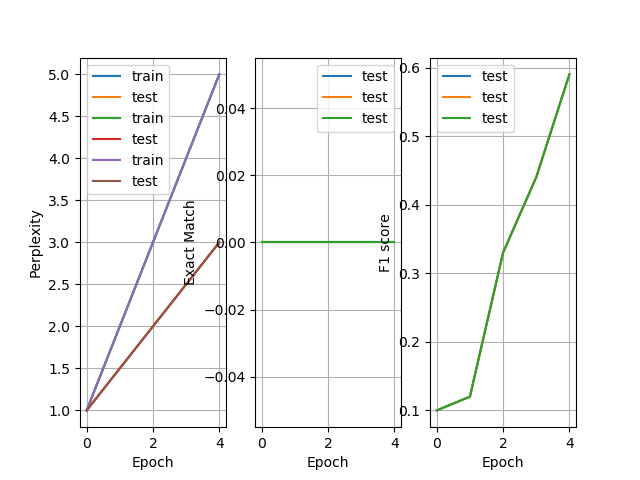 Perplexity
5.0
4.5
4.0
3.5
3.0
2.5
2.0
1.5
1.0
train
test
train
test
train
test
0 2 4
Epoch
Exact Match
0.04
0.02
0.00
−0.02
−0.04
test
test
test
0 2 4
Epoch
F1 score
0.6
0.5
0.4
0.3
0.2
0.1
test
test
test
0 2 4
Epoch